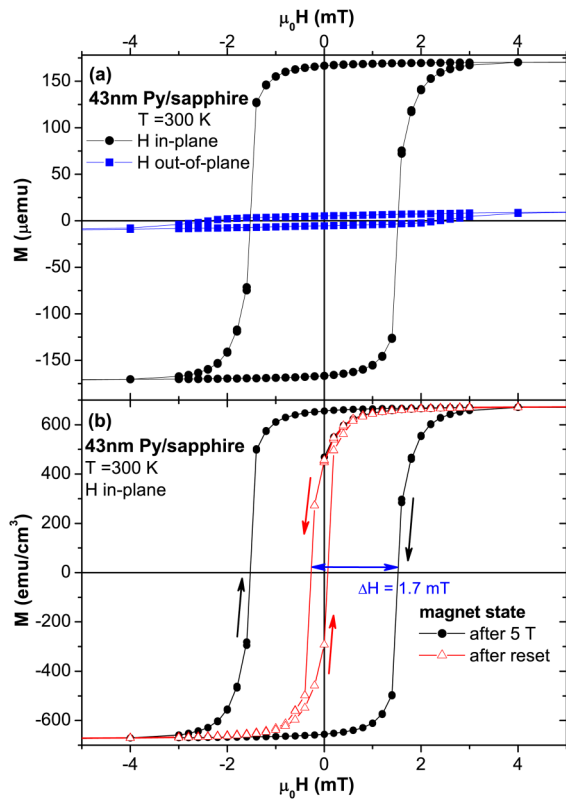 μ₀H (mT)
-4 -2 0 2 4
(a)
43nm Py/sapphire
T =300 K
H in-plane
H out-of-plane
M (μemu)
150
100
50
0
-50
-100
-150
(b)
43nm Py/sapphire
T =300 K
H in-plane
ΔH = 1.7 mT
magnet state
after 5 T
after reset
M (emu/cm³)
600
400
200
0
-200
-400
-600
-4 -2 0 2 4
μ₀H (mT)